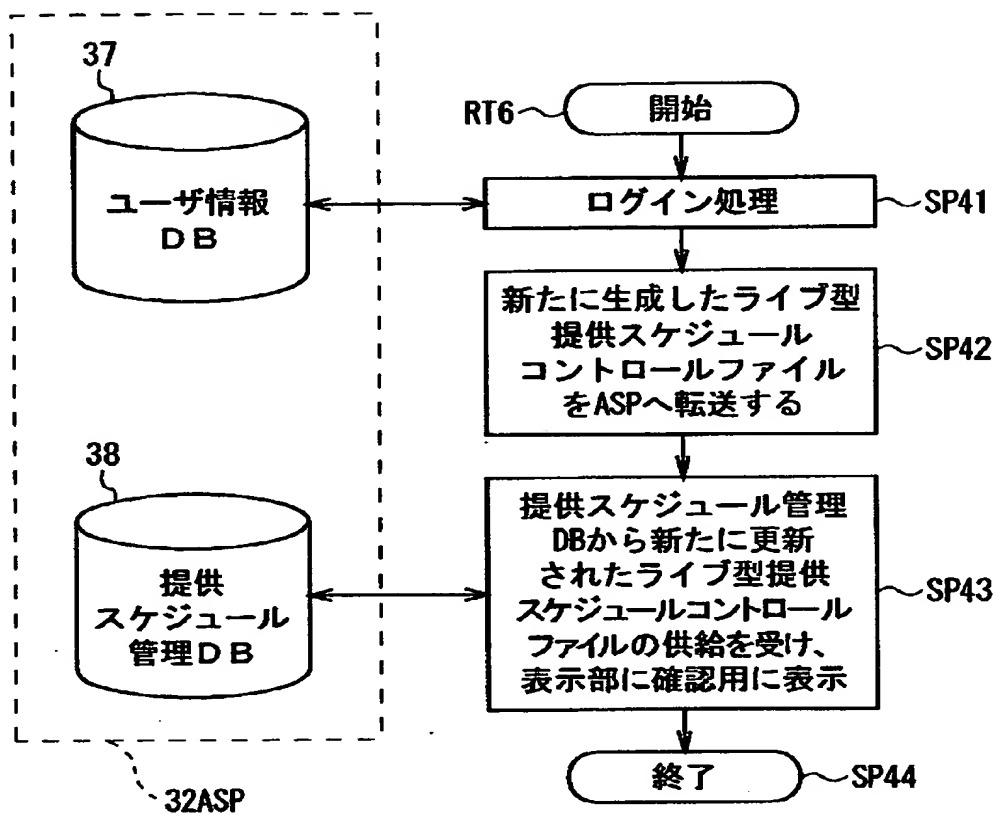 37
ユーザ情報
DB
38
提供
スケジュール
管理DB
32ASP
RT6
開始
ログイン処理
SP41
新たに生成したライブ型
提供スケジュール
コントロールファイル
をASPへ転送する
SP42
提供スケジュール管理
DBから新たに更新
されたライブ型提供
スケジュールコントロール
ファイルの供給を受け、
表示部に確認用に表示
SP43
終了
SP44